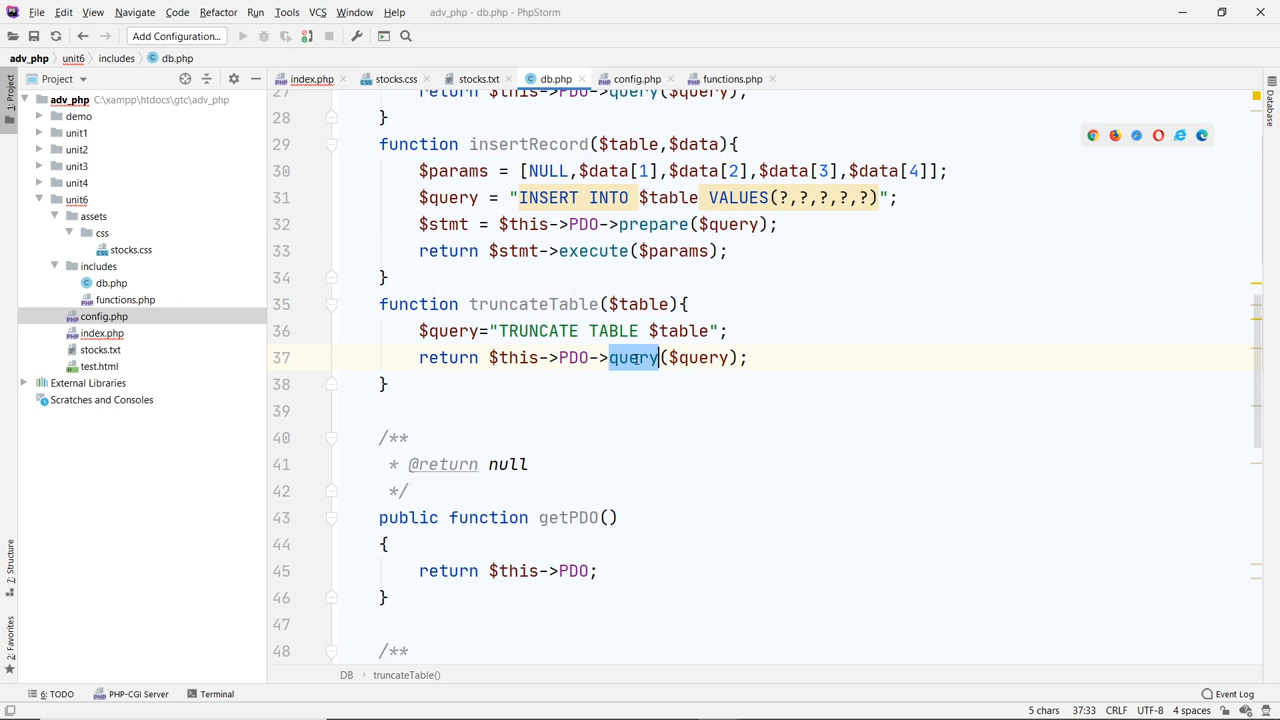 File Edit View Navigate Code Refactor Run Tools VCS Window Help adv_php - db.php - PhpStorm
Add Configuration...
adv_php unit6 includes db.php
Project
index.php stocks.css stocks.txt db.php config.php functions.php
1: Project
Database
adv_php C:\xampp\htdocs\gtc\adv_php
demo
unit1
unit2
unit3
unit4
unit6
assets
css
stocks.css
includes
db.php
functions.php
config.php
index.php
stocks.txt
test.html
External Libraries
Scratches and Consoles
27 return $this->PDO->query($query);
28 }
29 function insertRecord($table,$data){
30 $params = [NULL,$data[1],$data[2],$data[3],$data[4]];
31 $query = "INSERT INTO $table VALUES(?,?,?,?,?)";
32 $stmt = $this->PDO->prepare($query);
33 return $stmt->execute($params);
34 }
35 function truncateTable($table){
36 $query="TRUNCATE TABLE $table";
37 return $this->PDO->query($query);
38 }
39
40 /**
41 * @return null
42 */
43 public function getPDO()
44 {
45 return $this->PDO;
46 }
47
48 /**
7: Structure
2: Favorites
DB truncateTable()
6: TODO PHP-CGI Server Terminal Event Log
5 chars 37:33 CRLF UTF-8 4 spaces